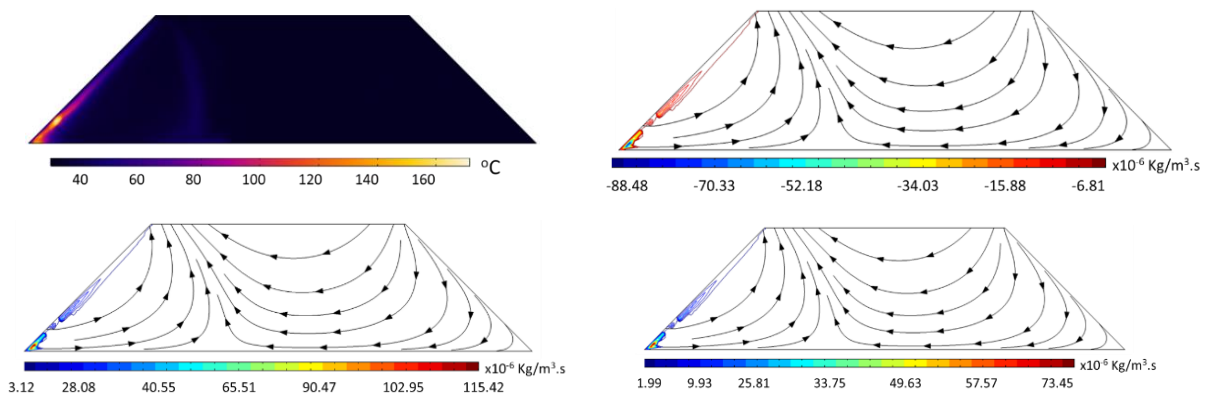 40 60 80 100 120 140 160 °C
-88.48 -70.33 -52.18 -34.03 -15.88 -6.81 x10⁻⁶ Kg/m³.s
3.12 28.08 40.55 65.51 90.47 102.95 115.42 x10⁻⁶ Kg/m³.s
1.99 9.93 25.81 33.75 49.63 57.57 73.45 x10⁻⁶ Kg/m³.s